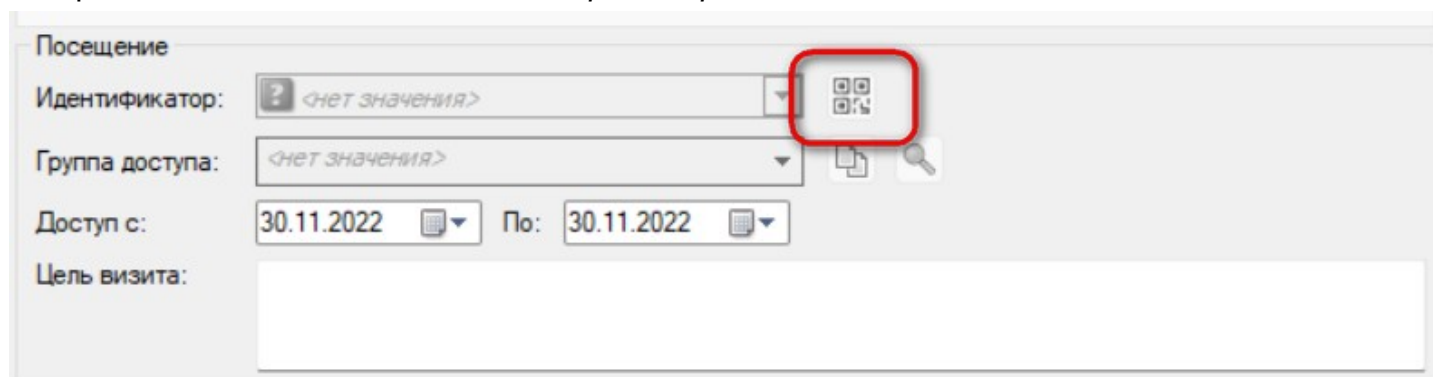 Посещение
Идентификатор: <нет значения>
Группа доступа: <нет значения>
Доступ с: 30.11.2022 По: 30.11.2022
Цель визита: